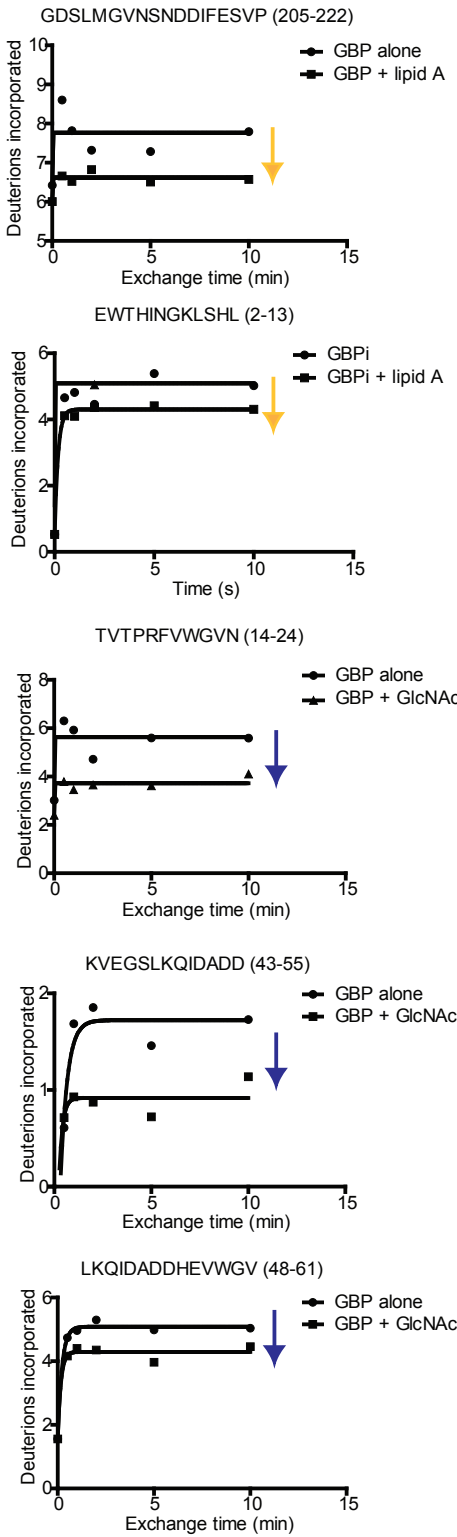 GDSLMGVNSNDDIFESVP (205-222)
GBP alone
GBP + lipid A
Deuterions incorporated
10
9
8
7
6
5
0
5
10
15
Exchange time (min)
EWTHINGKLSHL (2-13)
GBPi
GBPi + lipid A
Deuterions incorporated
6
4
2
0
0
5
10
15
Time (s)
TVTPRFVWGVN (14-24)
GBP alone
GBP + GlcNAc
Deuterions incorporated
8
6
4
2
0
0
5
10
15
Exchange time (min)
KVEGSLKQIDADD (43-55)
GBP alone
GBP + GlcNAc
Deuterions incorporated
2
1
0
0
5
10
15
Exchange time (min)
LKQIDADDHEVWGV (48-61)
GBP alone
GBP + GlcNAc
Deuterions incorporated
6
4
2
0
0
5
10
15
Exchange time (min)